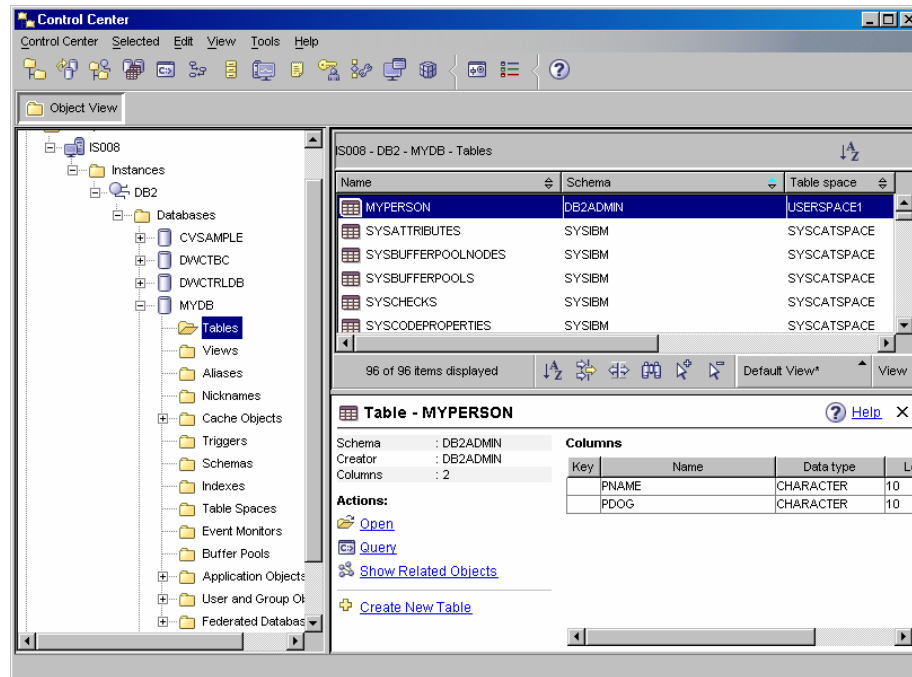 Control Center
Control Center Selected Edit View Tools Help
Object View
IS008
Instances
DB2
Databases
CVSAMPLE
DWCTBC
DWCTRLDB
MYDB
Tables
Views
Aliases
Nicknames
Cache Objects
Triggers
Schemas
Indexes
Table Spaces
Event Monitors
Buffer Pools
Application Objects
User and Group Ob
Federated Databas
IS008 - DB2 - MYDB - Tables
Name Schema Table space
MYPERSON DB2ADMIN USERSPACE1
SYSATTRIBUTES SYSIBM SYSCATSPACE
SYSBUFFERPOOLNODES SYSIBM SYSCATSPACE
SYSBUFFERPOOLS SYSIBM SYSCATSPACE
SYSCHECKS SYSIBM SYSCATSPACE
SYSCODEPROPERTIES SYSIBM SYSCATSPACE
96 of 96 items displayed Default View* View
Table - MYPERSON Help
Schema : DB2ADMIN
Creator : DB2ADMIN
Columns : 2
Actions:
Open
Query
Show Related Objects
Create New Table
Columns
Key Name Data type L
PNAME CHARACTER 10
PDOG CHARACTER 10